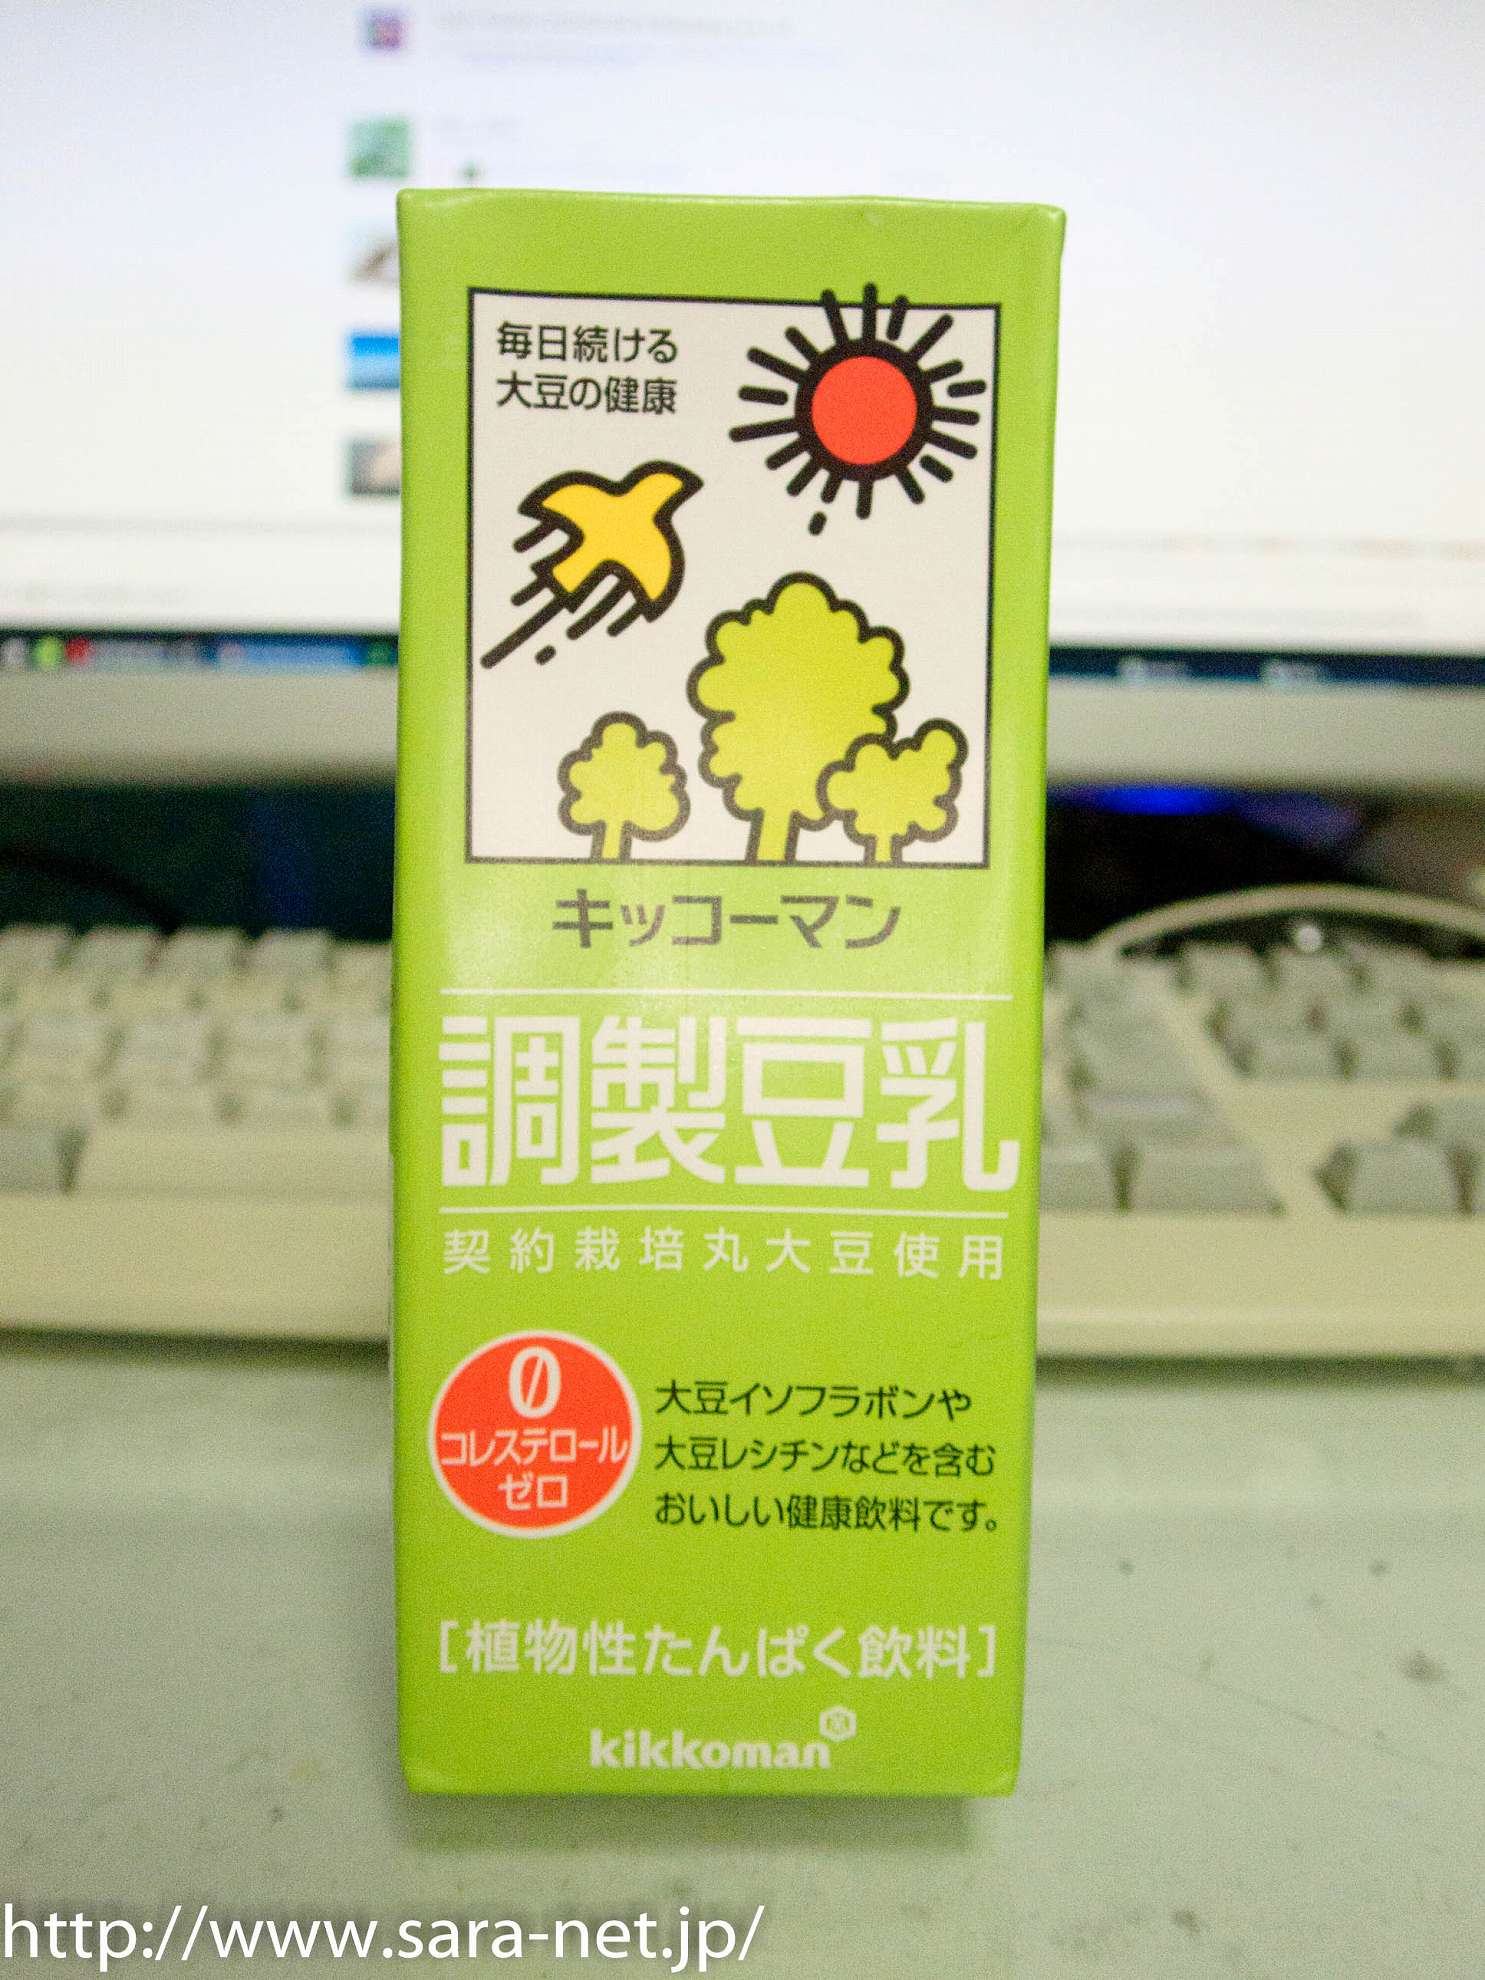 毎日続ける
大豆の健康
キッコーマン
調製豆乳
契約栽培丸大豆使用
0
コレステロール
ゼロ
大豆イソフラボンや
大豆レシチンなどを含む
おいしい健康飲料です。
[植物性たんぱく飲料]
kikkoman
http://www.sara-net.jp/